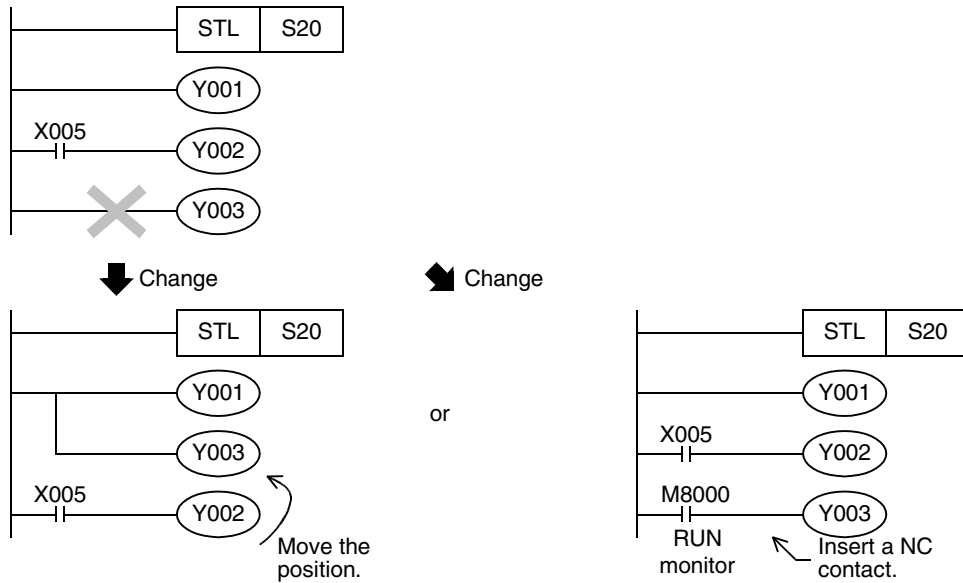 STL S20
Y001
X005
Y002
Y003
Change
Change
STL S20
Y001
Y003
X005
Y002
Move the
position.
or
STL S20
Y001
X005
Y002
M8000
Y003
RUN
monitor
Insert a NC
contact.